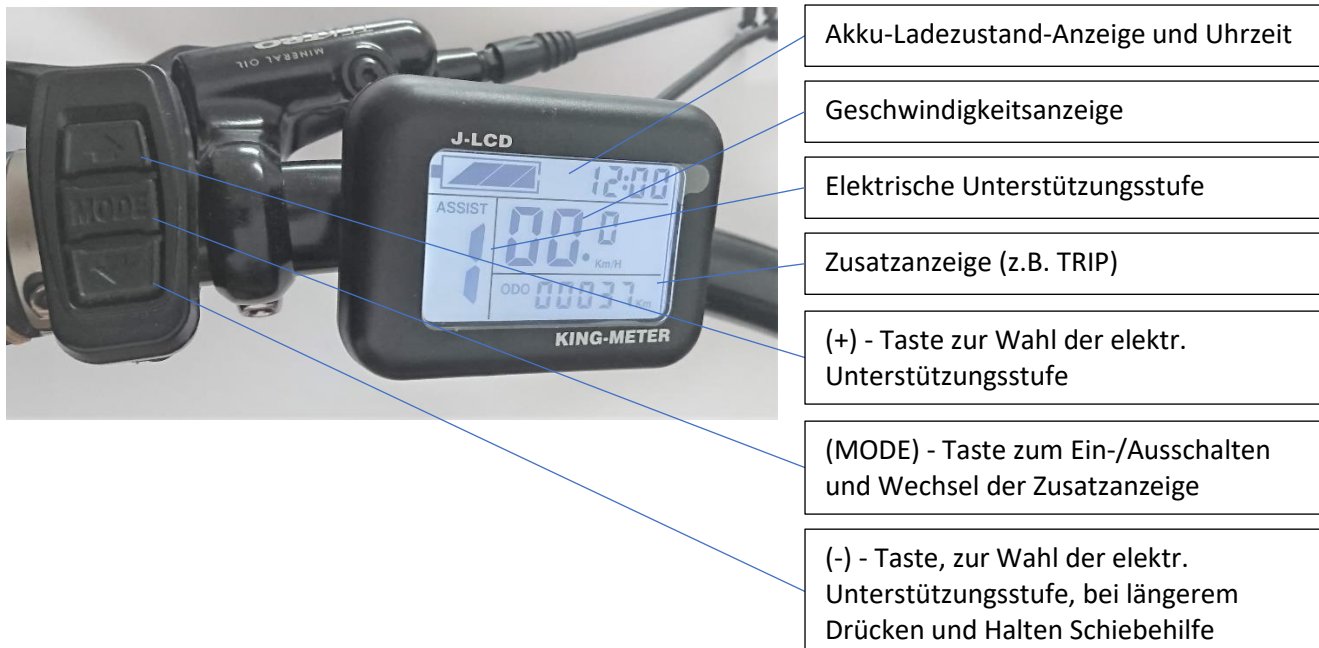 Akku-Ladezustand-Anzeige und Uhrzeit
Geschwindigkeitsanzeige
Elektrische Unterstützungsstufe
Zusatzanzeige (z.B. TRIP)
(+) - Taste zur Wahl der elektr.
Unterstützungsstufe
(MODE) - Taste zum Ein-/Ausschalten
und Wechsel der Zusatzanzeige
(-) - Taste, zur Wahl der elektr.
Unterstützungsstufe, bei längerem
Drücken und Halten Schiebehilfe
TEKTRO
MINERAL OIL
MODE
J-LCD
12:00
ASSIST
1
00.0
Km/H
ODO 00037 Km
KING-METER